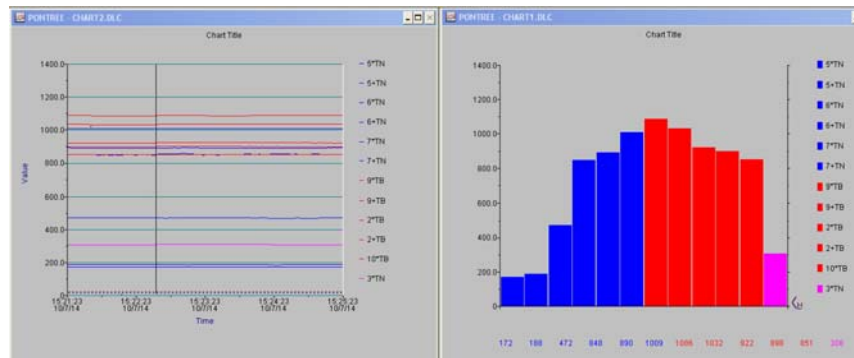 PONTREE - CHART2.DLC
Chart Title
1400.0
1200.0
1000.0
800.0
600.0
400.0
200.0
Value
15:21:23 15:22:23 15:23:23 15:24:23 15:25:23
10/7/14 10/7/14 10/7/14 10/7/14 10/7/14
Time
5*TN
5+TN
6*TN
6+TN
7*TN
7+TN
9*TB
9+TB
2*TB
2+TB
10*TB
3*TN
PONTREE - CHART1.DLC
Chart Title
1400.0
1200.0
1000.0
800.0
600.0
400.0
200.0
0.0
172 188 472 848 890 1009 1086 1032 922 898 851 306
5*TN
5+TN
6*TN
6+TN
7*TN
7+TN
9*TB
9+TB
2*TB
2+TB
10*TB
3*TN